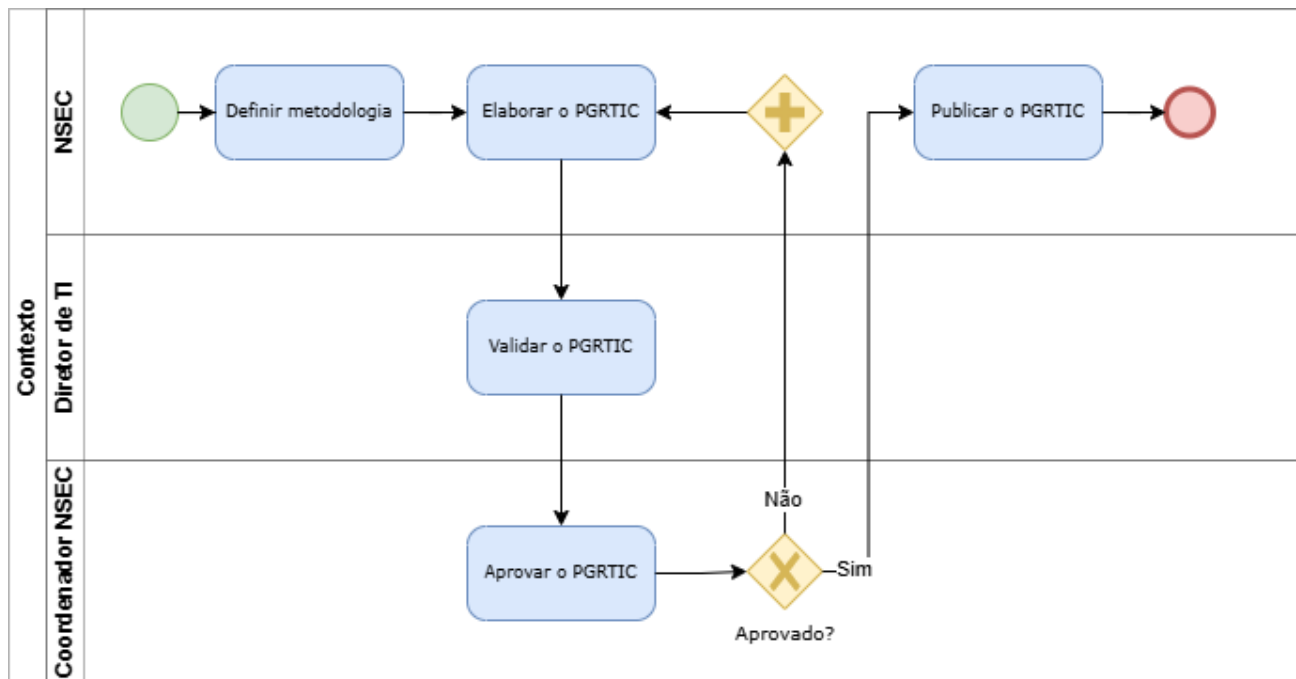 Contexto
NSEC
Definir metodologia
Elaborar o PGRTIC
Publicar o PGRTIC
Diretor de TI
Validar o PGRTIC
Coordenador NSEC
Aprovar o PGRTIC
Não
Sim
Aprovado?